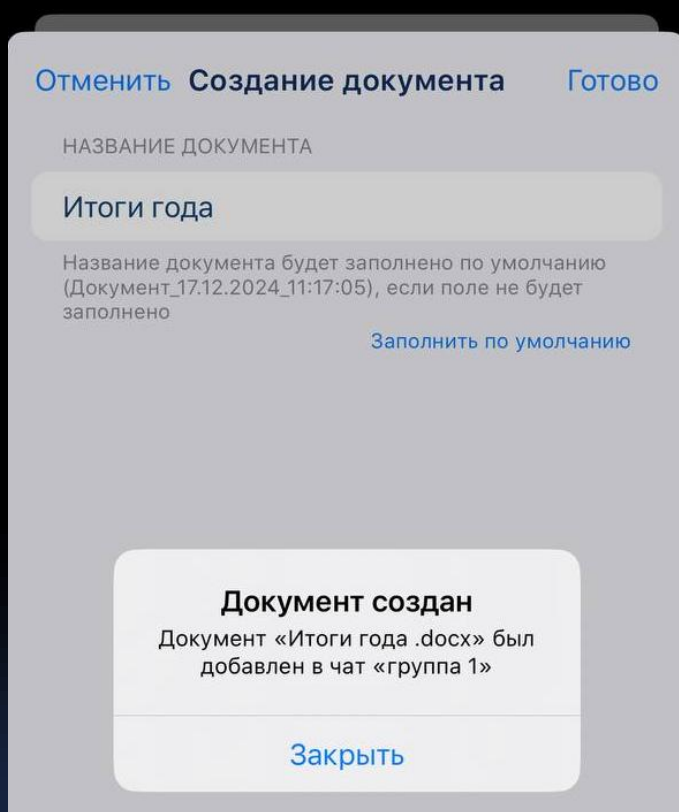 Отменить Создание документа Готово
НАЗВАНИЕ ДОКУМЕНТА
Итоги года
Название документа будет заполнено по умолчанию
(Документ_17.12.2024_11:17:05), если поле не будет
заполнено
Заполнить по умолчанию
Документ создан
Документ «Итоги года .docx» был
добавлен в чат «группа 1»
Закрыть